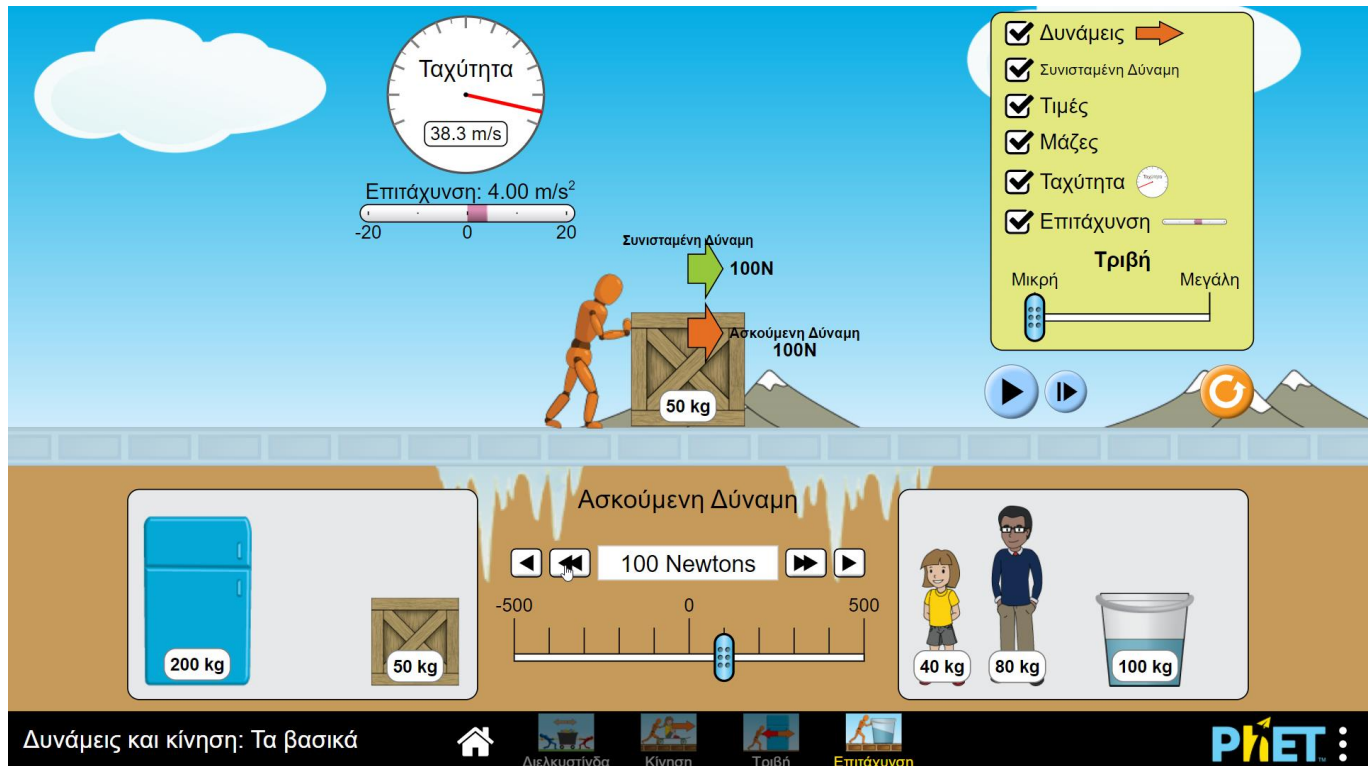 Ταχύτητα
38.3 m/s
Επιτάχυνση: 4.00 m/s²
-20 0 20
Δυνάμεις
Συνισταμένη Δύναμη
Τιμές
Μάζες
Ταχύτητα
Επιτάχυνση
Τριβή
Μικρή Μεγάλη
Συνισταμένη Δύναμη
100N
Ασκούμενη Δύναμη
100N
50 kg
Ασκούμενη Δύναμη
100 Newtons
-500 0 500
200 kg
50 kg
40 kg
80 kg
100 kg
Δυνάμεις και κίνηση: Τα βασικά
Διελκυστίνδα Κίνηση Τριβή Επιτάχυνση
PhET